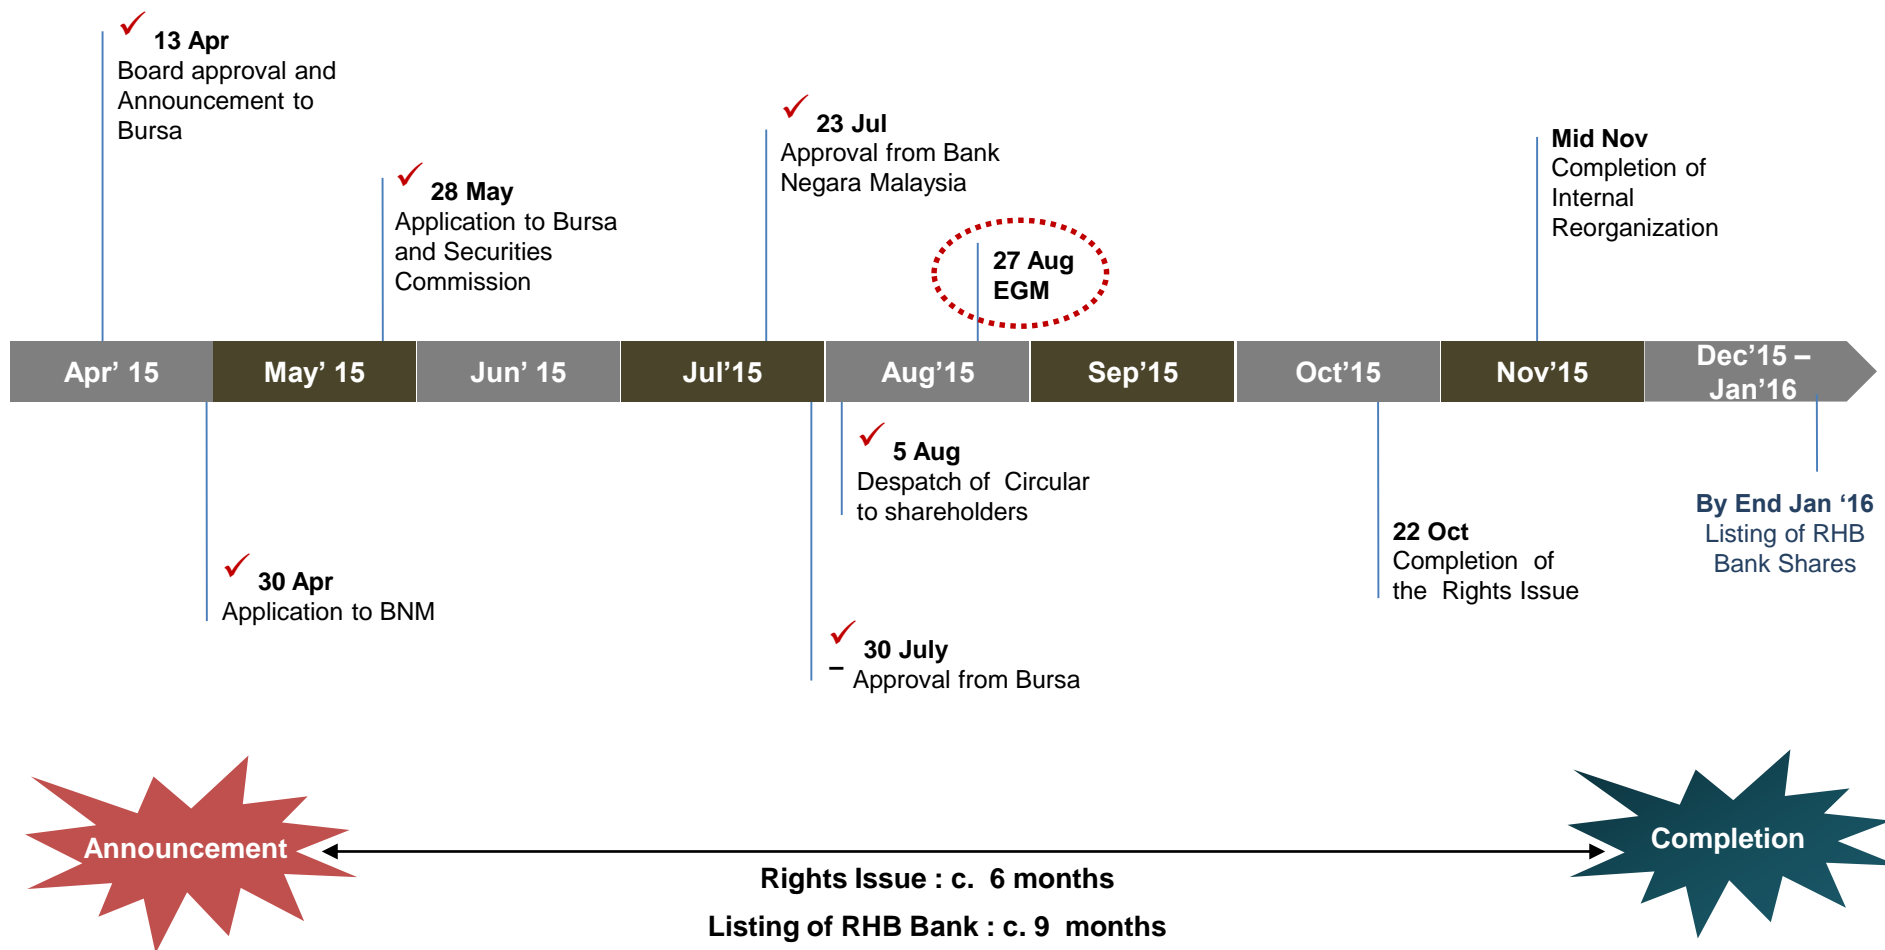 13 Apr
Board approval and
Announcement to
Bursa
28 May
Application to Bursa
and Securities
Commission
23 Jul
Approval from Bank
Negara Malaysia
27 Aug
EGM
Mid Nov
Completion of
Internal
Reorganization
Apr’ 15
May’ 15
Jun’ 15
Jul’15
Aug’15
Sep’15
Oct’15
Nov’15
Dec’15 –
Jan’16
30 Apr
Application to BNM
5 Aug
Despatch of Circular
to shareholders
30 July
– Approval from Bursa
22 Oct
Completion of
the Rights Issue
By End Jan ‘16
Listing of RHB
Bank Shares
Announcement
Completion
Rights Issue : c. 6 months
Listing of RHB Bank : c. 9 months